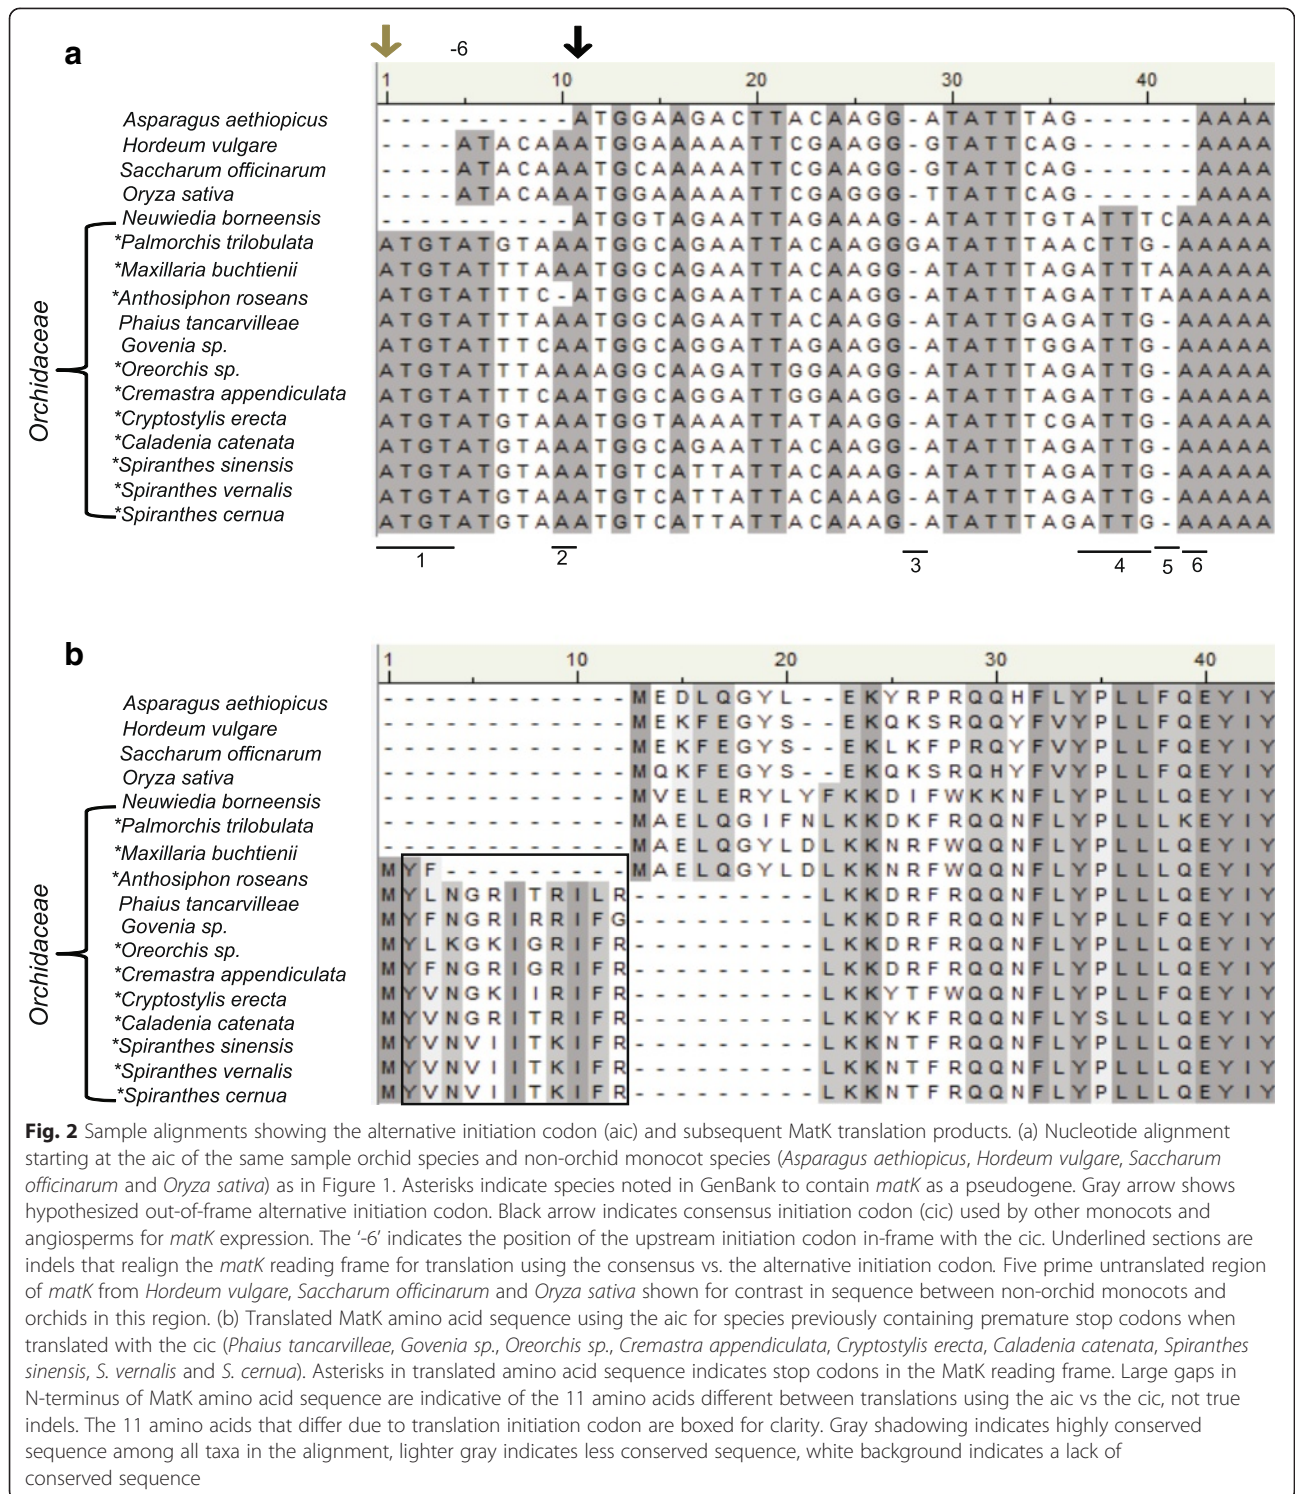 a
-6
1 10 20 30 40
Asparagus aethiopicus - - - - - - - - - - A T G G A A G A C T T A C A A G G - A T A T T T A G - - - - - - A A A A
Hordeum vulgare - - - - A T A C A A A T G G A A A A A T T C G A A G G - G T A T T C A G - - - - - - A A A A
Saccharum officinarum - - - - A T A C A A A T G C A A A A A T T C G A A G G - G T A T T C A G - - - - - - A A A A
Oryza sativa - - - - A T A C A A A T G G A A A A A T T C G A G G G - T T A T T C A G - - - - - - A A A A
Neuwiedia borneensis - - - - - - - - - - A T G G T A G A A T T A G A A A G - A T A T T T G T A T T T C A A A A A
*Palmorchis trilobulata A T G T A T G T A A A T G G C A G A A T T A C A A G G G A T A T T T A A C T T G - A A A A A
*Maxillaria buchtienii A T G T A T T T A A A T G G C A G A A T T A C A A G G - A T A T T T A G A T T T A A A A A A
*Anthosiphon roseans A T G T A T T T C - A T G G C A G A A T T A C A A G G - A T A T T T A G A T T T A A A A A A
Phaius tancarvilleae A T G T A T T T A A A T G G C A G A A T T A C A A G G - A T A T T G A G A T T G - A A A A A
Govenia sp. A T G T A T T T C A A T G G C A G G A T T A G A A G G - A T A T T T G G A T T G - A A A A A
*Oreorchis sp. A T G T A T T T A A A A G G C A A G A T T G G A A G G - A T A T T T A G A T T G - A A A A A
*Cremastra appendiculata A T G T A T T T C A A T G G C A G G A T T G G A A G G - A T A T T T A G A T T G - A A A A A
*Cryptostylis erecta A T G T A T G T A A A T G G T A A A A T T A T A A G G - A T A T T T C G A T T G - A A A A A
*Caladenia catenata A T G T A T G T A A A T G G C A G A A T T A C A A G G - A T A T T T A G A T T G - A A A A A
*Spiranthes sinensis A T G T A T G T A A A T G T C A T T A T T A C A A A G - A T A T T T A G A T T G - A A A A A
*Spiranthes vernalis A T G T A T G T A A A T G T C A T T A T T A C A A A G - A T A T T T A G A T T G - A A A A A
*Spiranthes cernua A T G T A T G T A A A T G T C A T T A T T A C A A A G - A T A T T T A G A T T G - A A A A A
Orchidaceae
1 2 3 4 5 6
b
1 10 20 30 40
Asparagus aethiopicus - - - - - - - - - - - - M E D L Q G Y L - - E K Y R P R Q Q H F L Y P L L F Q E Y I Y
Hordeum vulgare - - - - - - - - - - - - M E K F E G Y S - - E K Q K S R Q Q Y F V Y P L L F Q E Y I Y
Saccharum officnarum - - - - - - - - - - - - M E K F E G Y S - - E K L K F P R Q Y F V Y P L L F Q E Y I Y
Oryza sativa - - - - - - - - - - - - M Q K F E G Y S - - E K Q K S R Q H Y F V Y P L L F Q E Y I Y
Neuwiedia borneensis - - - - - - - - - - - - M V E L E R Y L Y F K K D I F W K K N F L Y P L L L Q E Y I Y
*Palmorchis trilobulata - - - - - - - - - - - - M A E L Q G I F N L K K D K F R Q Q N F L Y P L L L K E Y I Y
*Maxillaria buchtienii - - - - - - - - - - - - M A E L Q G Y L D L K K N R F W Q Q N F L Y P L L L Q E Y I Y
*Anthosiphon roseans M Y F - - - - - - - - - M A E L Q G Y L D L K K N R F W Q Q N F L Y P L L F Q E Y I Y
Phaius tancarvilleae M Y L N G R I T R I L R - - - - - - - - - L K K D R F R Q Q N F L Y P L L L Q E Y I Y
Govenia sp. M Y F N G R I R R I F G - - - - - - - - - L K K D R F R Q Q N F L Y P L L L Q E Y I Y
*Oreorchis sp. M Y L K G K I G R I F R - - - - - - - - - L K K D R F R Q Q N F L Y P L L L Q E Y I Y
*Cremastra appendiculata M Y F N G R I G R I F R - - - - - - - - - L K K D R F R Q Q N F L Y P L L L Q E Y I Y
*Cryptostylis erecta M Y V N G K I I R I F R - - - - - - - - - L K K Y T F W Q Q N F L Y P L L F Q E Y I Y
*Caladenia catenata M Y V N G R I T R I F R - - - - - - - - - L K K Y K F R Q Q N F L Y S L L L Q E Y I Y
*Spiranthes sinensis M Y V N V I I T K I F R - - - - - - - - - L K K N T F R Q Q N F L Y P L L L Q E Y I Y
*Spiranthes vernalis M Y V N V I I T K I F R - - - - - - - - - L K K N T F R Q Q N F L Y P L L L Q E Y I Y
*Spiranthes cernua M Y V N V I I T K I F R - - - - - - - - - L K K N T F R Q Q N F L Y P L L L Q E Y I Y
Orchidaceae
Fig. 2 Sample alignments showing the alternative initiation codon (aic) and subsequent MatK translation products. (a) Nucleotide alignment
starting at the aic of the same sample orchid species and non-orchid monocot species (Asparagus aethiopicus, Hordeum vulgare, Saccharum
officinarum and Oryza sativa) as in Figure 1. Asterisks indicate species noted in GenBank to contain matK as a pseudogene. Gray arrow shows
hypothesized out-of-frame alternative initiation codon. Black arrow indicates consensus initiation codon (cic) used by other monocots and
angiosperms for matK expression. The '-6' indicates the position of the upstream initiation codon in-frame with the cic. Underlined sections are
indels that realign the matK reading frame for translation using the consensus vs. the alternative initiation codon. Five prime untranslated region
of matK from Hordeum vulgare, Saccharum officinarum and Oryza sativa shown for contrast in sequence between non-orchid monocots and
orchids in this region. (b) Translated MatK amino acid sequence using the aic for species previously containing premature stop codons when
translated with the cic (Phaius tancarvilleae, Govenia sp., Oreorchis sp., Cremastra appendiculata, Cryptostylis erecta, Caladenia catenata, Spiranthes
sinensis, S. vernalis and S. cernua). Asterisks in translated amino acid sequence indicates stop codons in the MatK reading frame. Large gaps in
N-terminus of MatK amino acid sequence are indicative of the 11 amino acids different between translations using the aic vs the cic, not true
indels. The 11 amino acids that differ due to translation initiation codon are boxed for clarity. Gray shadowing indicates highly conserved
sequence among all taxa in the alignment, lighter gray indicates less conserved sequence, white background indicates a lack of
conserved sequence